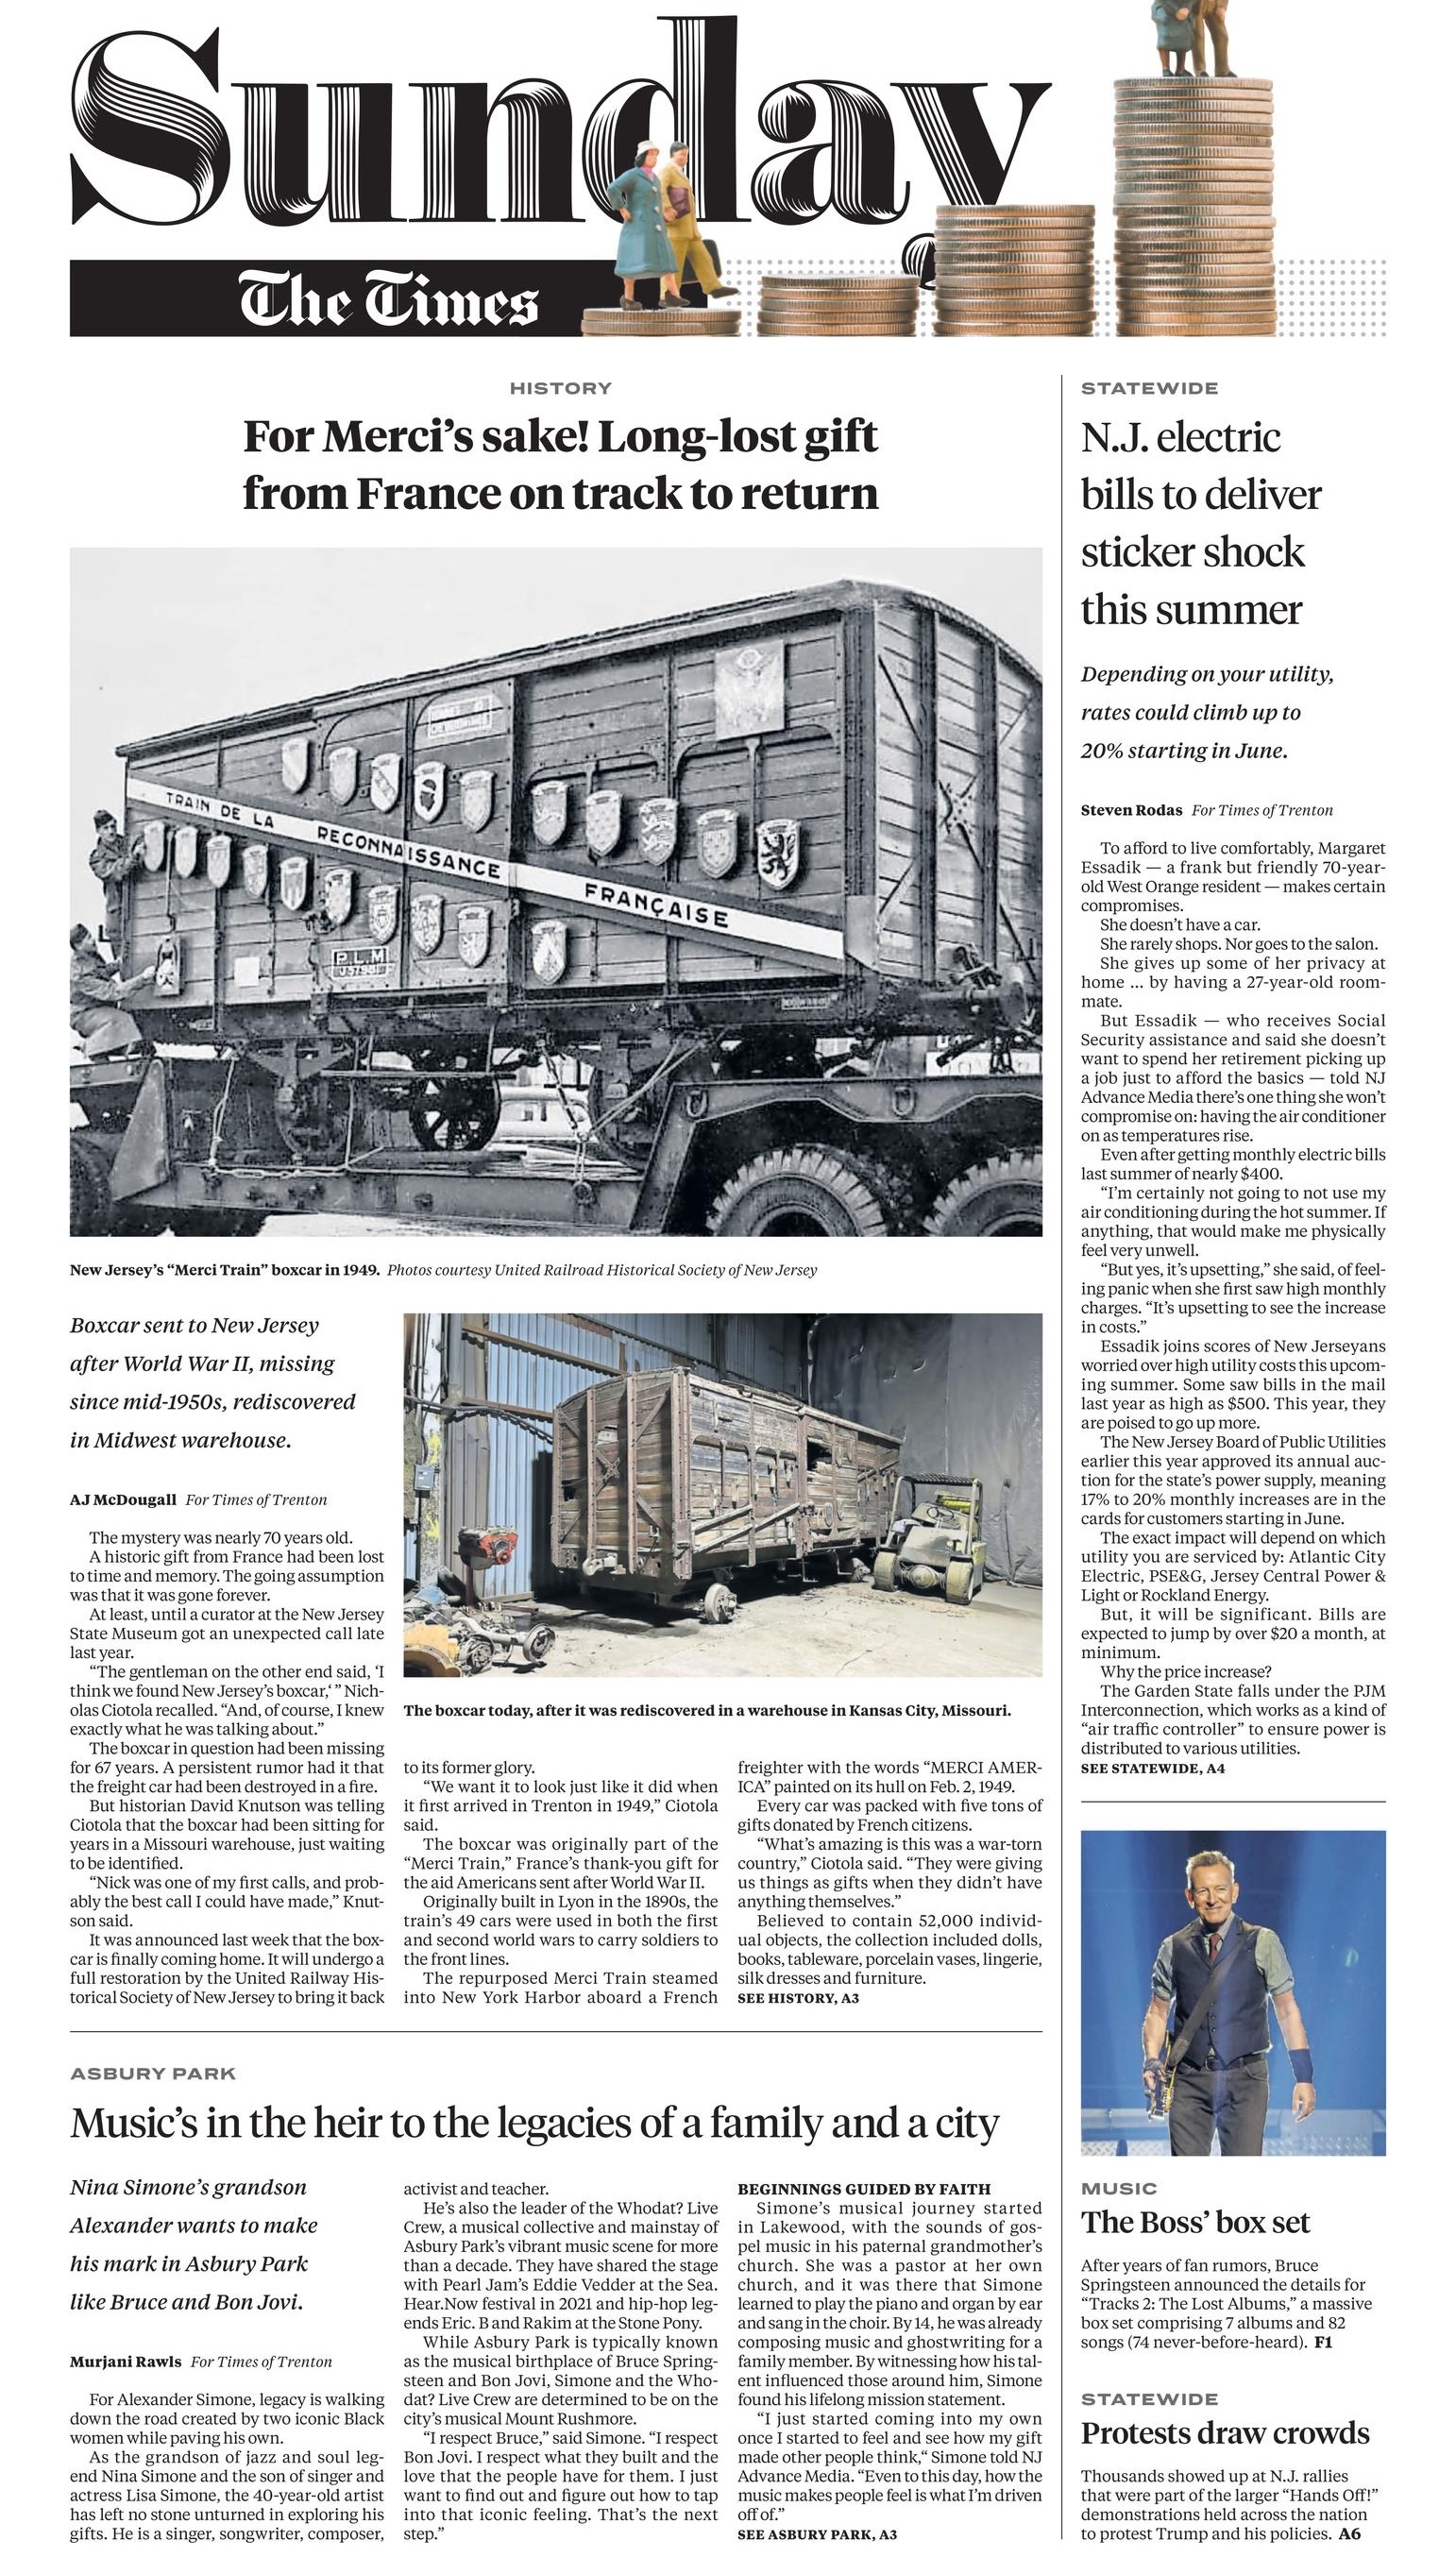 Sunday
The Times
HISTORY
For Merci’s sake! Long-lost gift
from France on track to return
TRAIN DE LA RECONNAISSANCE FRANÇAISE
P.L.M
New Jersey’s “Merci Train” boxcar in 1949. Photos courtesy United Railroad Historical Society of New Jersey
Boxcar sent to New Jersey
after World War II, missing
since mid-1950s, rediscovered
in Midwest warehouse.
AJ McDougall For Times of Trenton
The mystery was nearly 70 years old.
A historic gift from France had been lost
to time and memory. The going assumption
was that it was gone forever.
At least, until a curator at the New Jersey
State Museum got an unexpected call late
last year.
“The gentleman on the other end said, ‘I
think we found New Jersey’s boxcar,‘ ” Nich-
olas Ciotola recalled. “And, of course, I knew
exactly what he was talking about.”
The boxcar in question had been missing
for 67 years. A persistent rumor had it that
the freight car had been destroyed in a fire.
But historian David Knutson was telling
Ciotola that the boxcar had been sitting for
years in a Missouri warehouse, just waiting
to be identified.
“Nick was one of my first calls, and prob-
ably the best call I could have made,” Knut-
son said.
It was announced last week that the box-
car is finally coming home. It will undergo a
full restoration by the United Railway His-
torical Society of New Jersey to bring it back
The boxcar today, after it was rediscovered in a warehouse in Kansas City, Missouri.
to its former glory.
“We want it to look just like it did when
it first arrived in Trenton in 1949,” Ciotola
said.
The boxcar was originally part of the
“Merci Train,” France’s thank-you gift for
the aid Americans sent after World War II.
Originally built in Lyon in the 1890s, the
train’s 49 cars were used in both the first
and second world wars to carry soldiers to
the front lines.
The repurposed Merci Train steamed
into New York Harbor aboard a French
freighter with the words “MERCI AMER-
ICA” painted on its hull on Feb. 2, 1949.
Every car was packed with five tons of
gifts donated by French citizens.
“What’s amazing is this was a war-torn
country,” Ciotola said. “They were giving
us things as gifts when they didn’t have
anything themselves.”
Believed to contain 52,000 individ-
ual objects, the collection included dolls,
books, tableware, porcelain vases, lingerie,
silk dresses and furniture.
SEE HISTORY, A3
ASBURY PARK
Music’s in the heir to the legacies of a family and a city
Nina Simone’s grandson
Alexander wants to make
his mark in Asbury Park
like Bruce and Bon Jovi.
Murjani Rawls For Times of Trenton
For Alexander Simone, legacy is walking
down the road created by two iconic Black
women while paving his own.
As the grandson of jazz and soul leg-
end Nina Simone and the son of singer and
actress Lisa Simone, the 40-year-old artist
has left no stone unturned in exploring his
gifts. He is a singer, songwriter, composer,
activist and teacher.
He’s also the leader of the Whodat? Live
Crew, a musical collective and mainstay of
Asbury Park’s vibrant music scene for more
than a decade. They have shared the stage
with Pearl Jam’s Eddie Vedder at the Sea.
Hear.Now festival in 2021 and hip-hop leg-
ends Eric. B and Rakim at the Stone Pony.
While Asbury Park is typically known
as the musical birthplace of Bruce Spring-
steen and Bon Jovi, Simone and the Who-
dat? Live Crew are determined to be on the
city’s musical Mount Rushmore.
“I respect Bruce,” said Simone. “I respect
Bon Jovi. I respect what they built and the
love that the people have for them. I just
want to find out and figure out how to tap
into that iconic feeling. That’s the next
step.”
BEGINNINGS GUIDED BY FAITH
Simone’s musical journey started
in Lakewood, with the sounds of gos-
pel music in his paternal grandmother’s
church. She was a pastor at her own
church, and it was there that Simone
learned to play the piano and organ by ear
and sang in the choir. By 14, he was already
composing music and ghostwriting for a
family member. By witnessing how his tal-
ent influenced those around him, Simone
found his lifelong mission statement.
“I just started coming into my own
once I started to feel and see how my gift
made other people think,“ Simone told NJ
Advance Media. “Even to this day, how the
music makes people feel is what I’m driven
off of.”
SEE ASBURY PARK, A3
STATEWIDE
N.J. electric
bills to deliver
sticker shock
this summer
Depending on your utility,
rates could climb up to
20% starting in June.
Steven Rodas For Times of Trenton
To afford to live comfortably, Margaret
Essadik — a frank but friendly 70-year-
old West Orange resident — makes certain
compromises.
She doesn’t have a car.
She rarely shops. Nor goes to the salon.
She gives up some of her privacy at
home ... by having a 27-year-old room-
mate.
But Essadik — who receives Social
Security assistance and said she doesn’t
want to spend her retirement picking up
a job just to afford the basics — told NJ
Advance Media there’s one thing she won’t
compromise on: having the air conditioner
on as temperatures rise.
Even after getting monthly electric bills
last summer of nearly $400.
“I’m certainly not going to not use my
air conditioning during the hot summer. If
anything, that would make me physically
feel very unwell.
“But yes, it’s upsetting,” she said, of feel-
ing panic when she first saw high monthly
charges. “It’s upsetting to see the increase
in costs.”
Essadik joins scores of New Jerseyans
worried over high utility costs this upcom-
ing summer. Some saw bills in the mail
last year as high as $500. This year, they
are poised to go up more.
The New Jersey Board of Public Utilities
earlier this year approved its annual auc-
tion for the state’s power supply, meaning
17% to 20% monthly increases are in the
cards for customers starting in June.
The exact impact will depend on which
utility you are serviced by: Atlantic City
Electric, PSE&G, Jersey Central Power &
Light or Rockland Energy.
But, it will be significant. Bills are
expected to jump by over $20 a month, at
minimum.
Why the price increase?
The Garden State falls under the PJM
Interconnection, which works as a kind of
“air traffic controller” to ensure power is
distributed to various utilities.
SEE STATEWIDE, A4
MUSIC
The Boss’ box set
After years of fan rumors, Bruce
Springsteen announced the details for
“Tracks 2: The Lost Albums,” a massive
box set comprising 7 albums and 82
songs (74 never-before-heard). F1
STATEWIDE
Protests draw crowds
Thousands showed up at N.J. rallies
that were part of the larger “Hands Off!”
demonstrations held across the nation
to protest Trump and his policies. A6